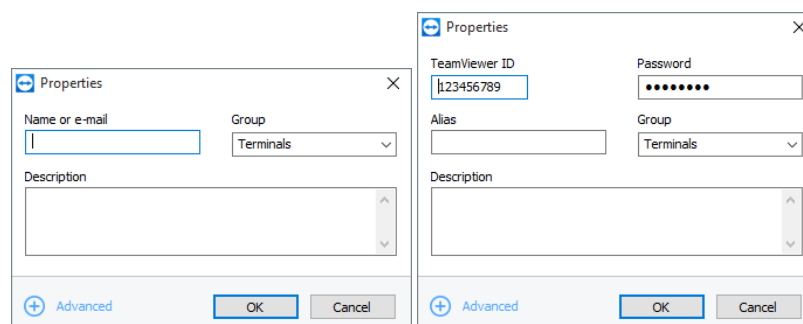 Properties
Name or e-mail Group
Terminals
Description
Advanced OK Cancel
Properties
TeamViewer ID Password
123456789 ••••••••
Alias Group
Terminals
Description
Advanced OK Cancel